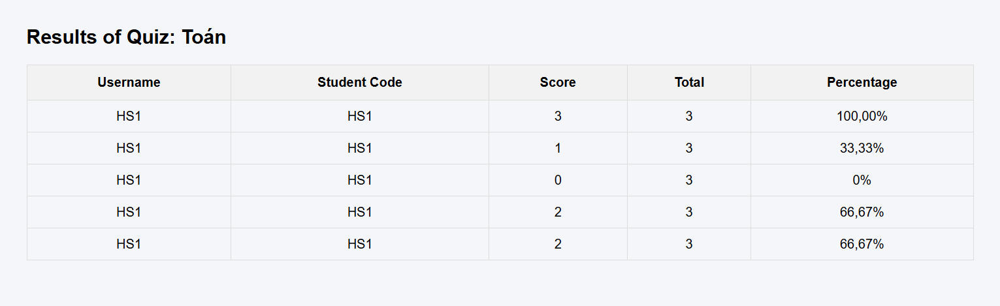 Results of Quiz: Toán
Username Student Code Score Total Percentage
HS1 HS1 3 3 100,00%
HS1 HS1 1 3 33,33%
HS1 HS1 0 3 0%
HS1 HS1 2 3 66,67%
HS1 HS1 2 3 66,67%